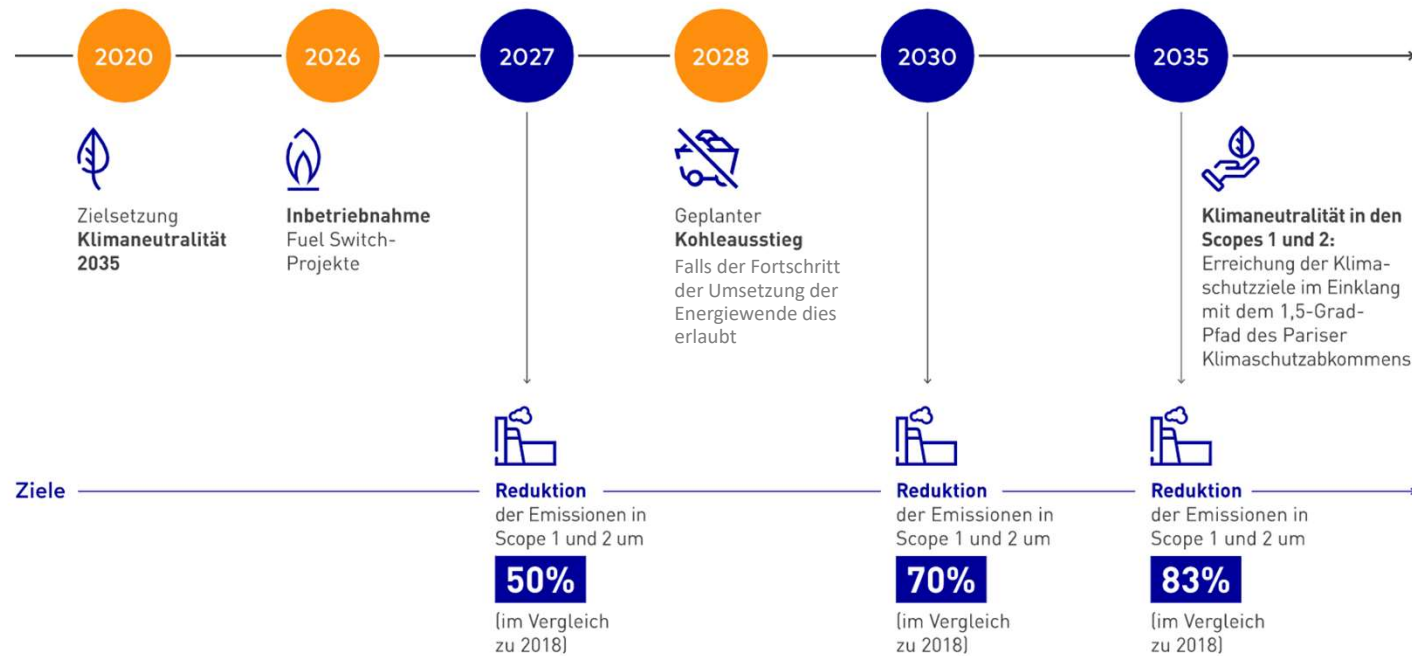 2020
2026
2027
2028
2030
2035
Zielsetzung
Klimaneutralität
2035
Inbetriebnahme
Fuel Switch-
Projekte
Geplanter
Kohleausstieg
Falls der Fortschritt
der Umsetzung der
Energiewende dies
erlaubt
Klimaneutralität in den
Scopes 1 und 2:
Erreichung der Klima-
schutzziele im Einklang
mit dem 1,5-Grad-
Pfad des Pariser
Klimaschutzabkommens
Ziele
Reduktion
der Emissionen in
Scope 1 und 2 um
50%
(im Vergleich
zu 2018)
Reduktion
der Emissionen in
Scope 1 und 2 um
70%
(im Vergleich
zu 2018)
Reduktion
der Emissionen in
Scope 1 und 2 um
83%
(im Vergleich
zu 2018)